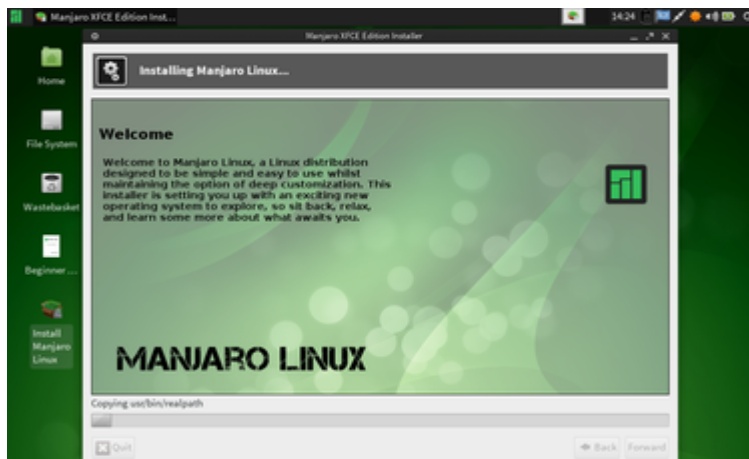 Manjaro XFCE Edition Inst...
14:24
Manjaro XFCE Edition Installer
Home
Installing Manjaro Linux...
File System
Welcome
Welcome to Manjaro Linux, a Linux distribution
designed to be simple and easy to use whilst
maintaining the option of deep customization. This
installer is setting you up with an exciting new
operating system to explore, so sit back, relax,
and learn some more about what awaits you.
Wastebasket
Beginner ...
Install
Manjaro
Linux
MANJARO LINUX
Copying usr/bin/realpath
Quit
Back
Forward